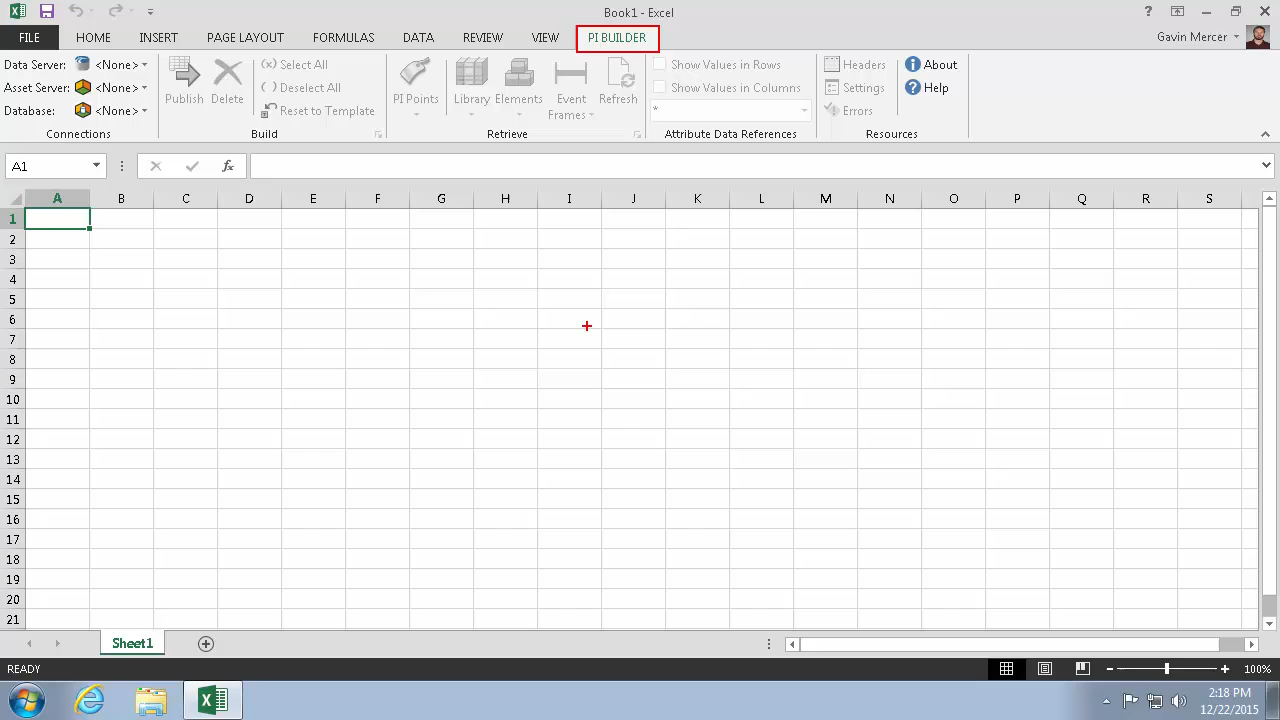 Book1 - Excel
?
FILE HOME INSERT PAGE LAYOUT FORMULAS DATA REVIEW VIEW PI BUILDER Gavin Mercer
Data Server: <None>
Asset Server: <None>
Database: <None>
Connections
Publish Delete
(x) Select All
( ) Deselect All
Reset to Template
Build
PI Points Library Elements Event Frames Refresh
Retrieve
Show Values in Rows
Show Values in Columns
*
Attribute Data References
Headers
Settings
Errors
About
Help
Resources
A1 fx
A B C D E F G H I J K L M N O P Q R S
1
2
3
4
5
6
7
8
9
10
11
12
13
14
15
16
17
18
19
20
21
Sheet1
READY 100%
2:18 PM
12/22/2015